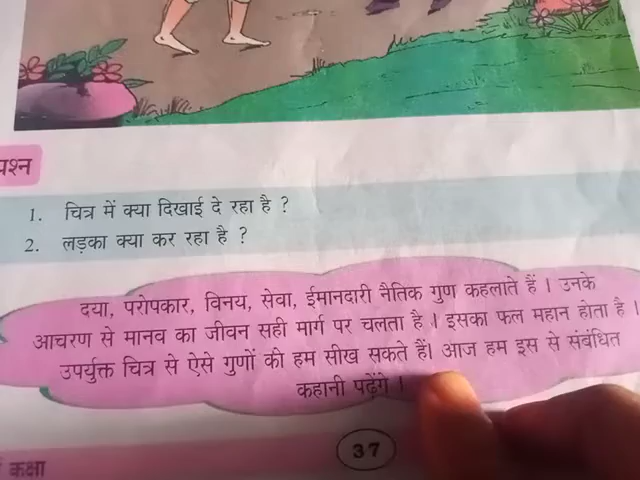 प्रश्न
1. चित्र में क्या दिखाई दे रहा है ?
2. लड़का क्या कर रहा है ?
दया, परोपकार, विनय, सेवा, ईमानदारी नैतिक गुण कहलाते हैं । उनके
आचरण से मानव का जीवन सही मार्ग पर चलता है । इसका फल महान होता है ।
उपर्युक्त चित्र से ऐसे गुणों की हम सीख सकते हैं। आज हम इस से संबंधित
कहानी पढ़ेंगे ।
37
कक्षा